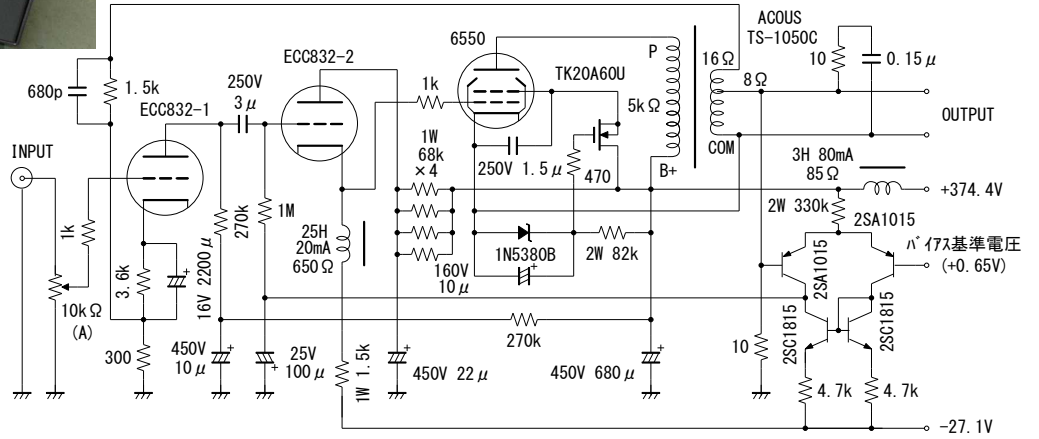 ACOUS
TS-1050C
6550
P
16Ω
10
0.15μ
ECC832-2
8Ω
TK20A60U
680p
1.5k
250V
3μ
1k
5kΩ
ECC832-1
OUTPUT
INPUT
1W
68k
×4
250V 1.5μ
470
COM
B+
3H 80mA
85Ω
+374.4V
2W 330k
2SA1015
1k
270k
1M
25H
20mA
650Ω
1N5380B
2W 82k
2SA1015
バイアス基準電圧
(+0.65V)
3.6k
16V 2200μ
160V
10μ
10kΩ
(A)
300
270k
2SC1815
2SC1815
450V
10μ
25V
100μ
1W 1.5k
450V 22μ
450V 680μ
10
4.7k
4.7k
-27.1V